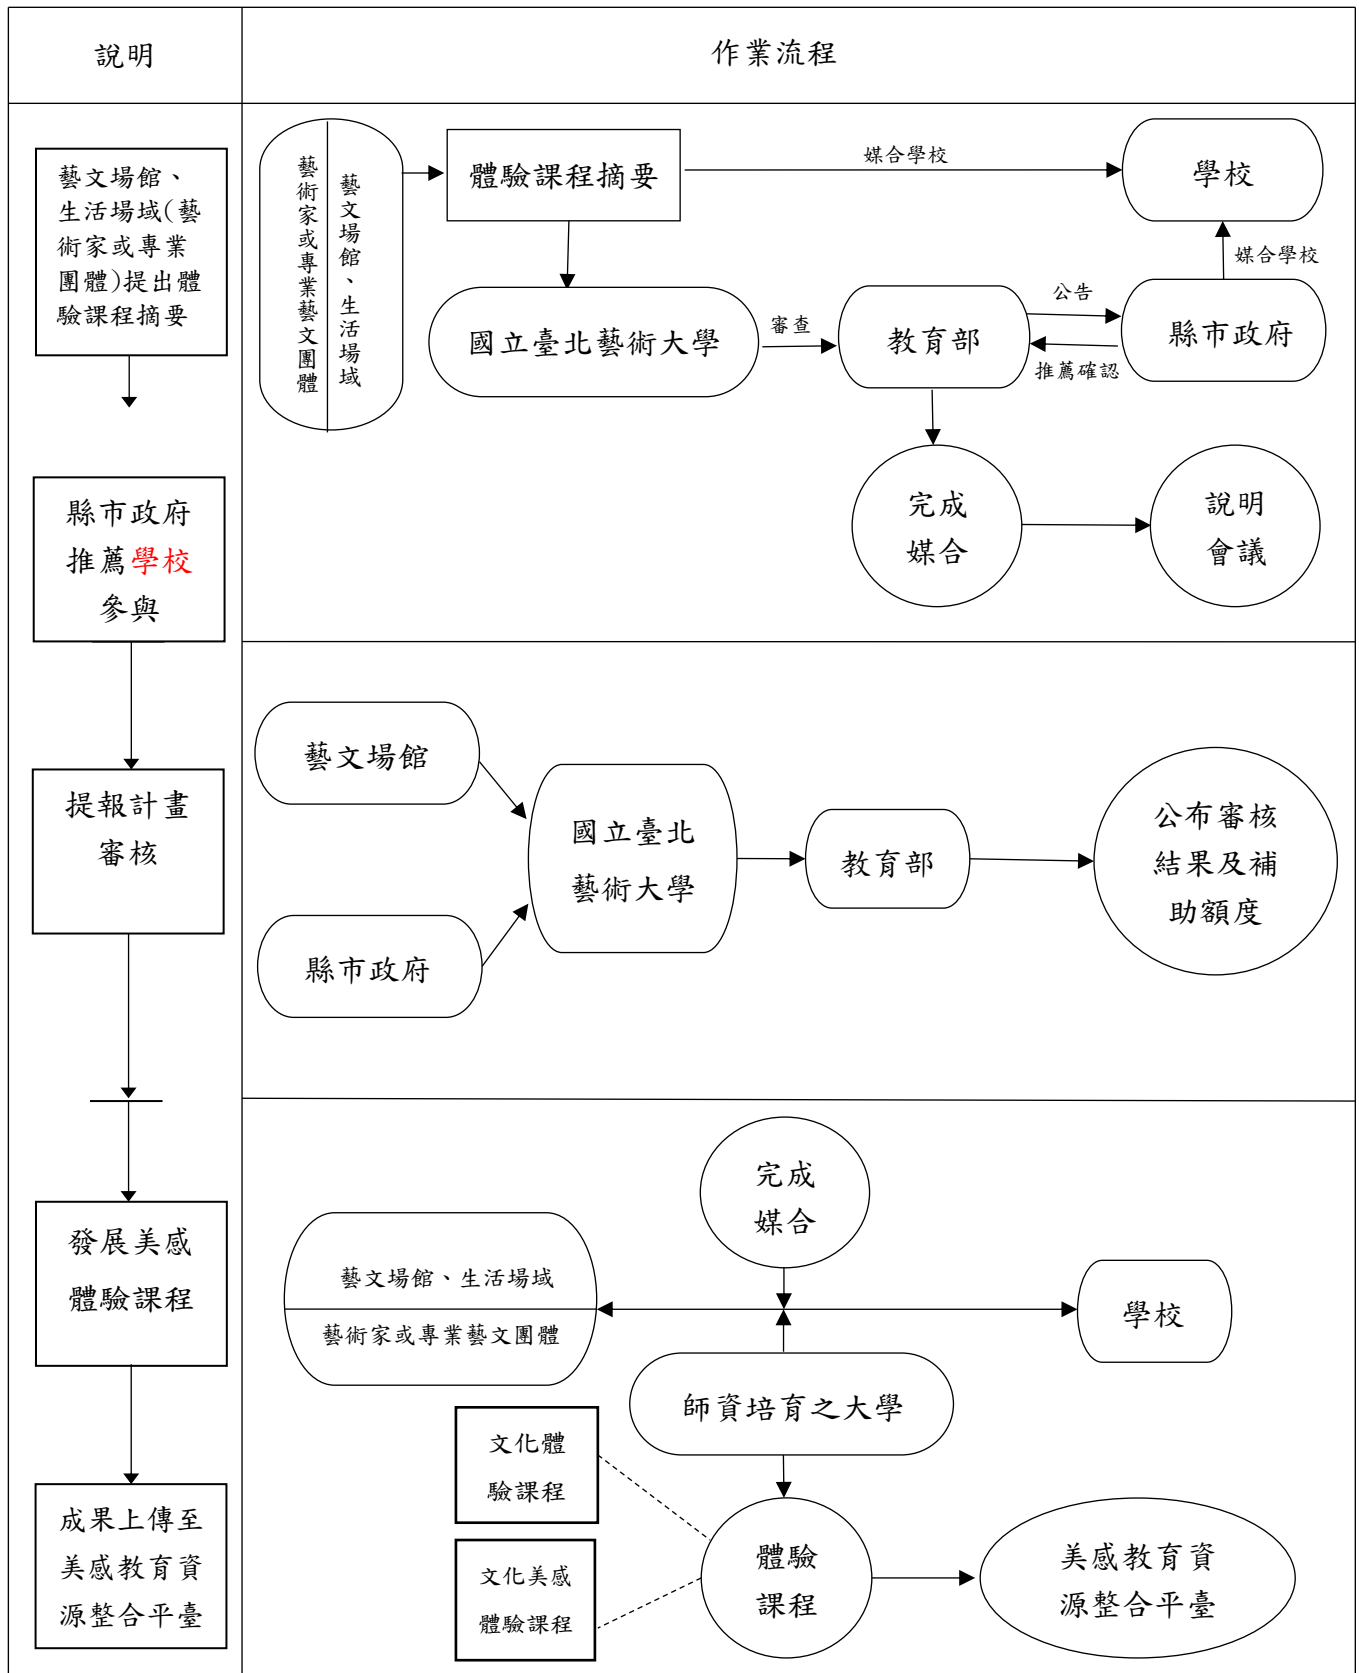 說明
作業流程
藝文場館、
生活場域(藝
術家或專業
團體)提出體
驗課程摘要
縣市政府
推薦學校
參與
提報計畫
審核
發展美感
體驗課程
成果上傳至
美感教育資
源整合平臺
藝文場館、生活場域
藝術家或專業藝文團體
體驗課程摘要
媒合學校
學校
媒合學校
國立臺北藝術大學
審查
教育部
公告
推薦確認
縣市政府
完成
媒合
說明
會議
藝文場館
縣市政府
國立臺北
藝術大學
教育部
公布審核
結果及補
助額度
完成
媒合
藝文場館、生活場域
藝術家或專業藝文團體
學校
師資培育之大學
文化體
驗課程
文化美感
體驗課程
體驗
課程
美感教育資
源整合平臺